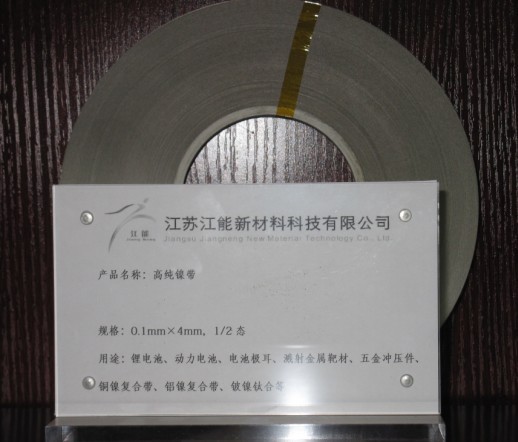 江苏江能新材料科技有限公司
Jiangsu Jiangneng New Material Technology Co., Ltd.
江能
产品名称：高纯镍带
规格：0.1mm×4mm，1/2 态
用途：锂电池、动力电池、电池极耳、溅射金属靶材、五金冲压件、
铜镍复合带、铝镍复合带、铍镍钛合等